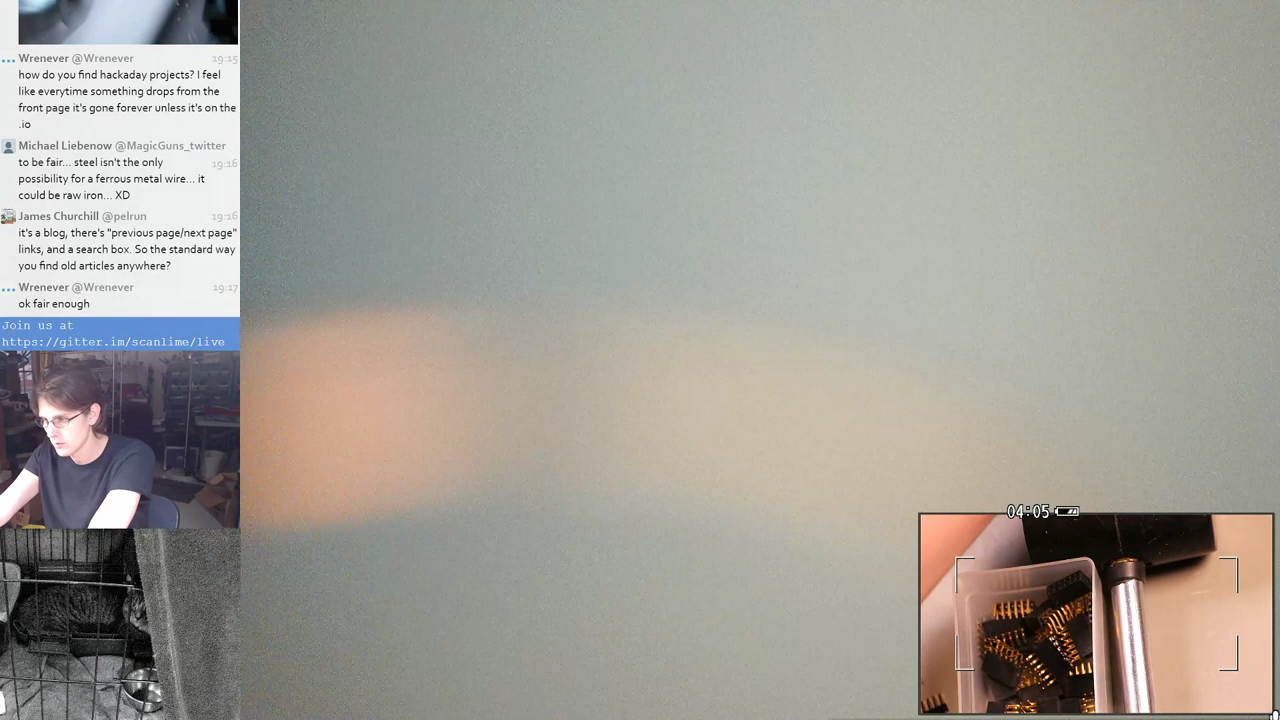 Wrenever @Wrenever 19:15
how do you find hackaday projects? I feel
like everytime something drops from the
front page it's gone forever unless it's on the
.io
Michael Liebenow @MagicGuns_twitter
to be fair... steel isn't the only 19:16
possibility for a ferrous metal wire... it
could be raw iron... XD
James Churchill @pelrun 19:16
it's a blog, there's "previous page/next page"
links, and a search box. So the standard way
you find old articles anywhere?
Wrenever @Wrenever 19:17
ok fair enough
Join us at
https://gitter.im/scanlime/live
04:05